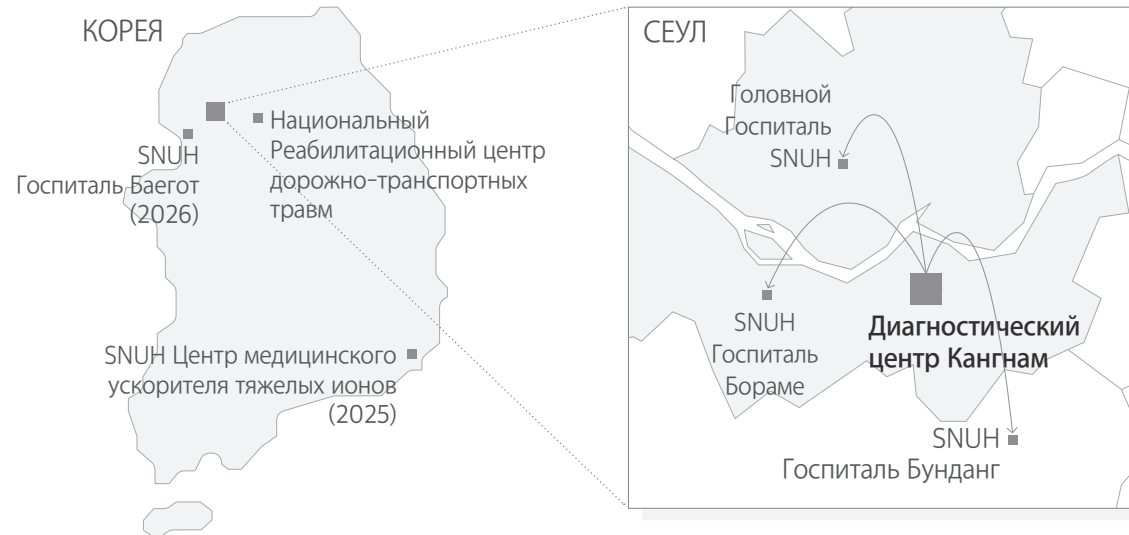 КОРЕЯ
SNUH
Госпиталь Баегот
(2026)
Национальный
Реабилитационный центр
дорожно-транспортных
травм
SNUH Центр медицинского
ускорителя тяжелых ионов
(2025)
СЕУЛ
Головной
Госпиталь
SNUH
SNUH
Госпиталь
Бораме
Диагностический
центр Кангнам
SNUH
Госпиталь Бунданг